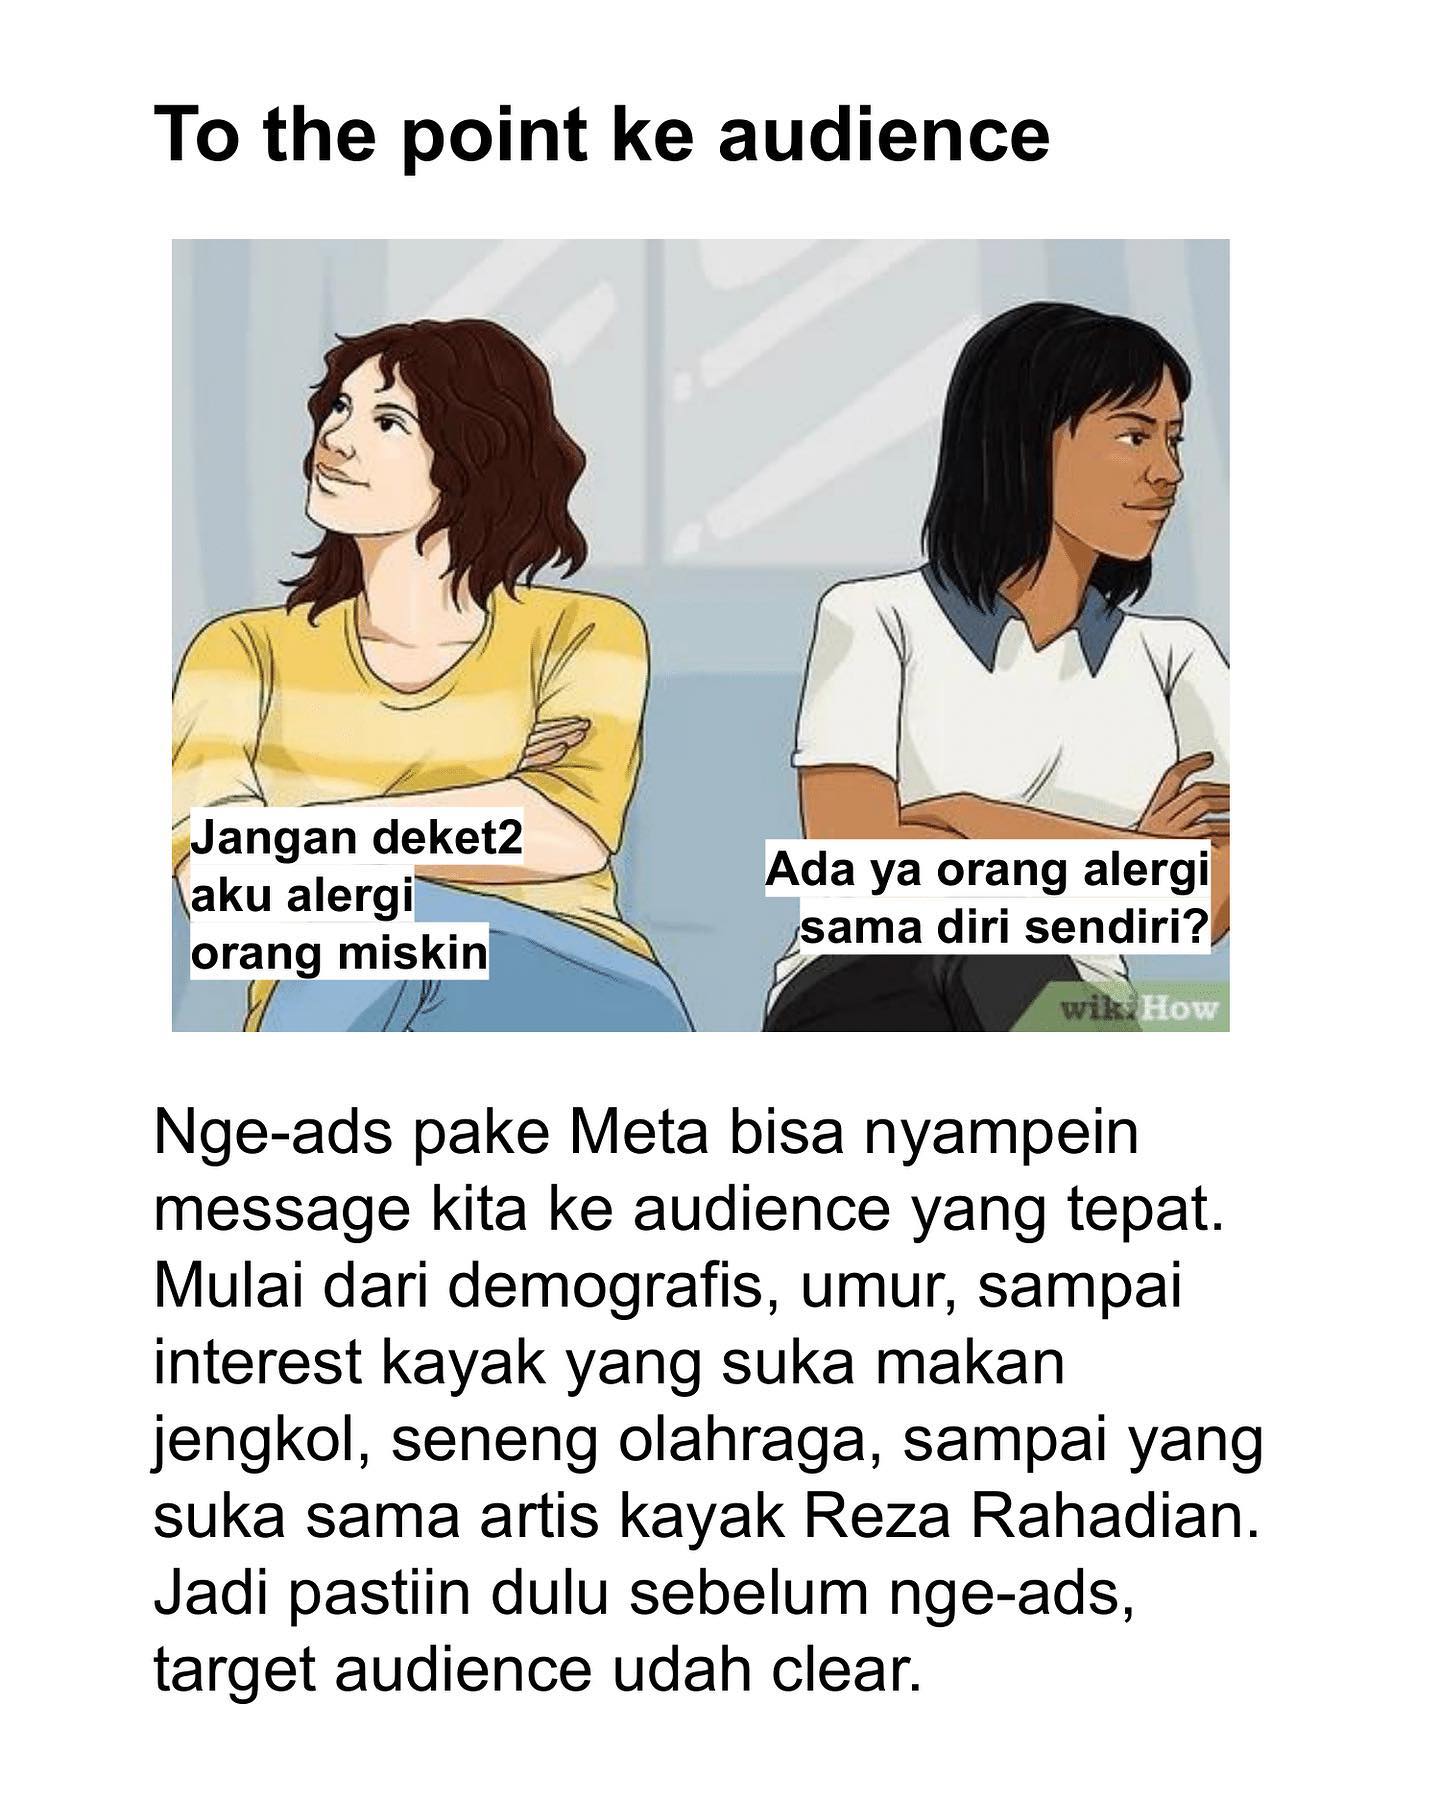 To the point ke audience
Jangan deket2
aku alergi
orang miskin
Ada ya orang alergi
sama diri sendiri?
wikiHow
Nge-ads pake Meta bisa nyampein
message kita ke audience yang tepat.
Mulai dari demografis, umur, sampai
interest kayak yang suka makan
jengkol, seneng olahraga, sampai yang
suka sama artis kayak Reza Rahadian.
Jadi pastiin dulu sebelum nge-ads,
target audience udah clear.